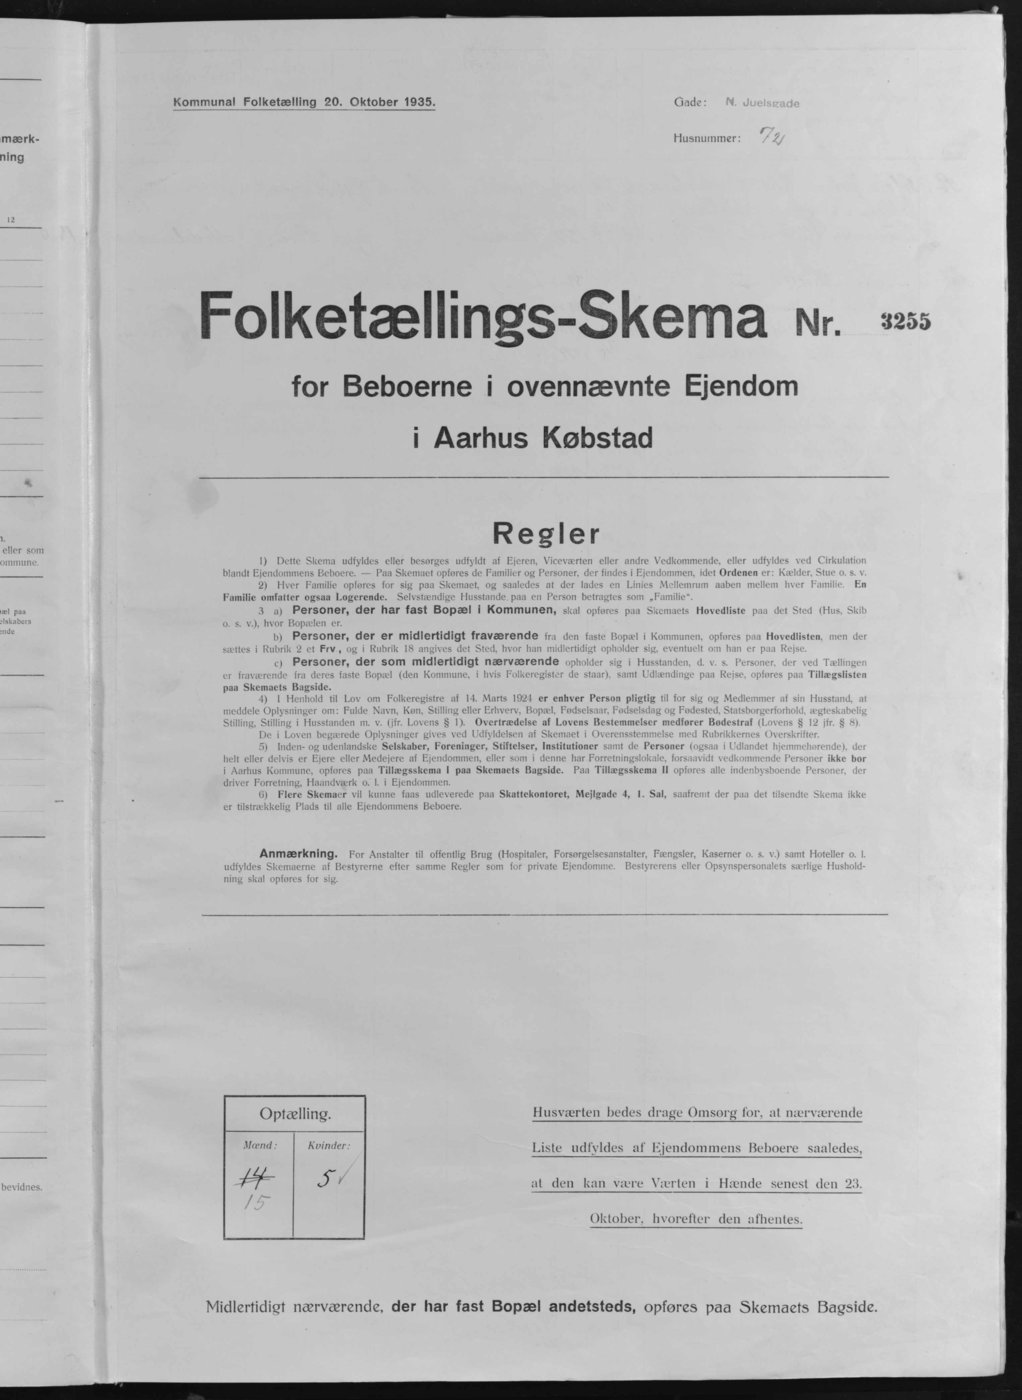 mærk-
ning
12
n.
eller som
ommune.
pæl paa
elskabers
ende
bevidnes.
Kommunal Folketælling 20. Oktober 1935.
Gade: N. Juelsgade
Husnummer: 72
Folketællings-Skema Nr. 3255
for Beboerne i ovennævnte Ejendom
i Aarhus Købstad
Regler
1) Dette Skema udfyldes eller besørges udfyldt af Ejeren, Viceværten eller andre Vedkommende, eller udfyldes ved Cirkulation
blandt Ejendommens Beboere. — Paa Skemaet opføres de Familier og Personer, der findes i Ejendommen, idet Ordenen er: Kælder, Stue o. s. v.
2) Hver Familie opføres for sig paa Skemaet, og saaledes at der lades en Linies Mellemrum aaben mellem hver Familie. En
Familie omfatter ogsaa Logerende. Selvstændige Husstande paa en Person betragtes som „Familie".
3 a) Personer, der har fast Bopæl i Kommunen, skal opføres paa Skemaets Hovedliste paa det Sted (Hus, Skib
o. s. v.), hvor Bopælen er.
b) Personer, der er midlertidigt fraværende fra den faste Bopæl i Kommunen, opføres paa Hovedlisten, men der
sættes i Rubrik 2 et Frv., og i Rubrik 18 angives det Sted, hvor han midlertidigt opholder sig, eventuelt om han er paa Rejse.
c) Personer, der som midlertidigt nærværende opholder sig i Husstanden, d. v. s. Personer, der ved Tællingen
er fraværende fra deres faste Bopæl (den Kommune, i hvis Folkeregister de staar), samt Udlændinge paa Rejse, opføres paa Tillægslisten
paa Skemaets Bagside.
4) I Henhold til Lov om Folkeregistre af 14. Marts 1924 er enhver Person pligtig til for sig og Medlemmer af sin Husstand, at
meddele Oplysninger om: Fulde Navn, Køn, Stilling eller Erhverv, Bopæl, Fødselsaar, Fødselsdag og Fødested, Statsborgerforhold, ægteskabelig
Stilling, Stilling i Husstanden m. v. (jfr. Lovens § 1). Overtrædelse af Lovens Bestemmelser medfører Bødestraf (Lovens § 12 jfr. § 8).
De i Loven begærede Oplysninger gives ved Udfyldelsen af Skemaet i Overensstemmelse med Rubrikkernes Overskrifter.
5) Inden- og udenlandske Selskaber, Foreninger, Stiftelser, Institutioner samt de Personer (ogsaa i Udlandet hjemmehørende), der
helt eller delvis er Ejere eller Medejere af Ejendommen, eller som i denne har Forretningslokale, forsaavidt vedkommende Personer ikke bor
i Aarhus Kommune, opføres paa Tillægsskema I paa Skemaets Bagside. Paa Tillægsskema II opføres alle indenbysboende Personer, der
driver Forretning, Haandværk o. l. i Ejendommen.
6) Flere Skemaer vil kunne faas udleverede paa Skattekontoret, Mejlgade 4, 1. Sal, saafremt der paa det tilsendte Skema ikke
er tilstrækkelig Plads til alle Ejendommens Beboere.
Anmærkning. For Anstalter til offentlig Brug (Hospitaler, Forsørgelsesanstalter, Fængsler, Kaserner o. s. v.) samt Hoteller o. l.
udfyldes Skemaerne af Bestyrerne efter samme Regler som for private Ejendomme. Bestyrerens eller Opsynspersonalets særlige Hushold-
ning skal opføres for sig.
Optælling.
Mænd: Kvinder:
14 5 ✓
15
Husværten bedes drage Omsorg for, at nærværende
Liste udfyldes af Ejendommens Beboere saaledes,
at den kan være Værten i Hænde senest den 23.
Oktober, hvorefter den afhentes.
Midlertidigt nærværende, der har fast Bopæl andetsteds, opføres paa Skemaets Bagside.